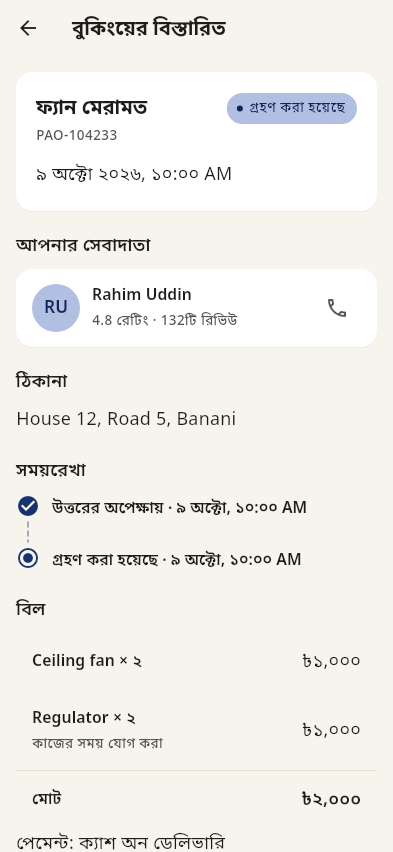 বুকিংয়ের বিস্তারিত
ফ্যান মেরামত
গ্রহণ করা হয়েছে
PAO-104233
৯ অক্টো ২০২৬, ১০:০০ AM
আপনার সেবাদাতা
RU
Rahim Uddin
4.8 রেটিং · 132টি রিভিউ
ঠিকানা
House 12, Road 5, Banani
সময়রেখা
উত্তরের অপেক্ষায় · ৯ অক্টো, ১০:০০ AM
গ্রহণ করা হয়েছে · ৯ অক্টো, ১০:০০ AM
বিল
Ceiling fan × ২ ৳১,০০০
Regulator × ২ ৳১,০০০
কাজের সময় যোগ করা
মোট ৳২,০০০
পেমেন্ট: ক্যাশ অন ডেলিভারি